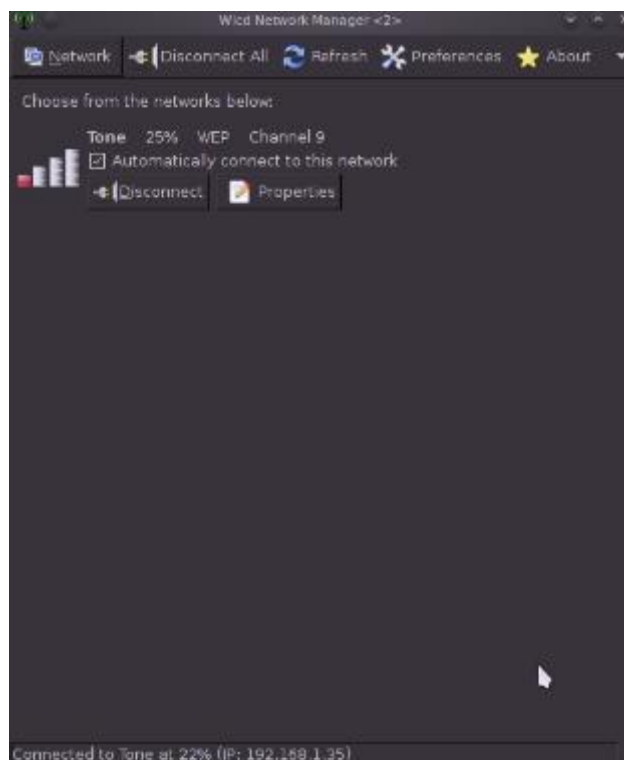 Wicd Network Manager <2>
Network Disconnect All Refresh Preferences About
Choose from the networks below:
Tone 25% WEP Channel 9
Automatically connect to this network
Disconnect Properties
Connected to Tone at 22% (IP: 192.168.1.35)